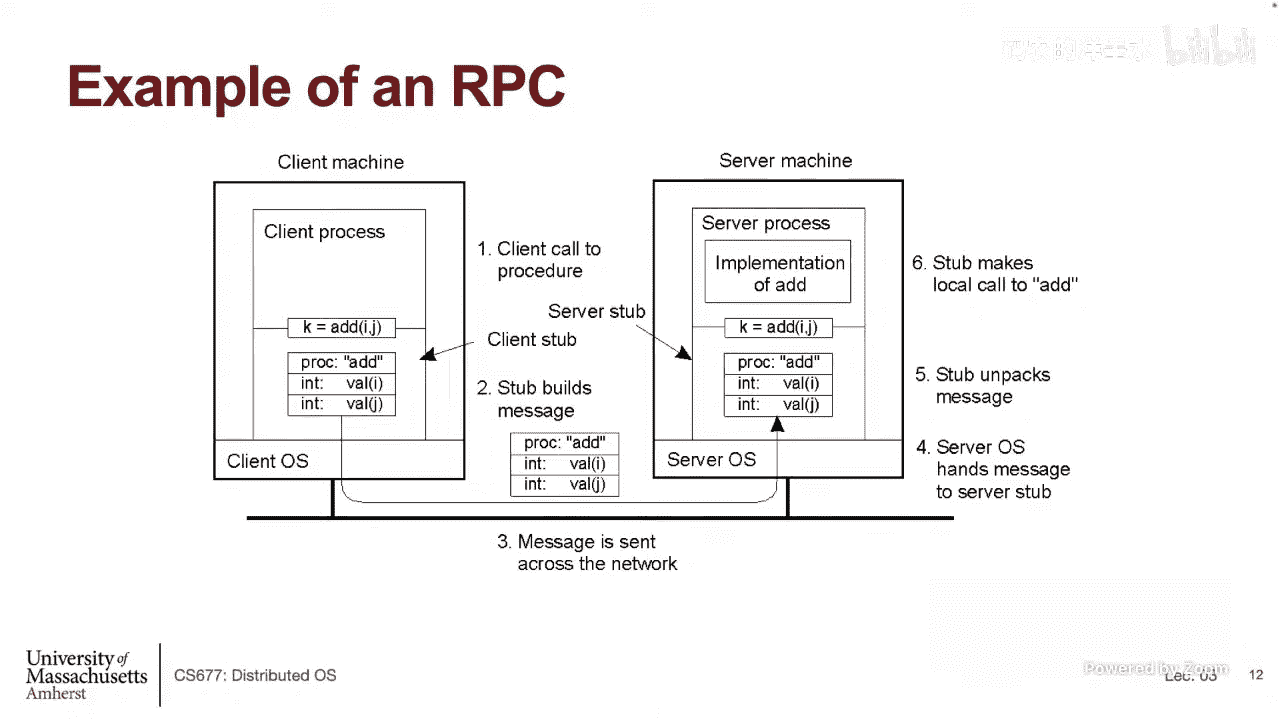 Example of an RPC
Client machine
Server machine
Client process
Server process
Implementation
of add
1. Client call to
procedure
6. Stub makes
local call to "add"
Server stub
k = add(i,j)
k = add(i,j)
Client stub
proc: "add"
int: val(i)
int: val(j)
proc: "add"
int: val(i)
int: val(j)
2. Stub builds
message
5. Stub unpacks
message
proc: "add"
int: val(i)
int: val(j)
Client OS
Server OS
4. Server OS
hands message
to server stub
3. Message is sent
across the network
University of
Massachusetts
Amherst
CS677: Distributed OS
Powered by Zoom
Lec. 03
12
bilibili